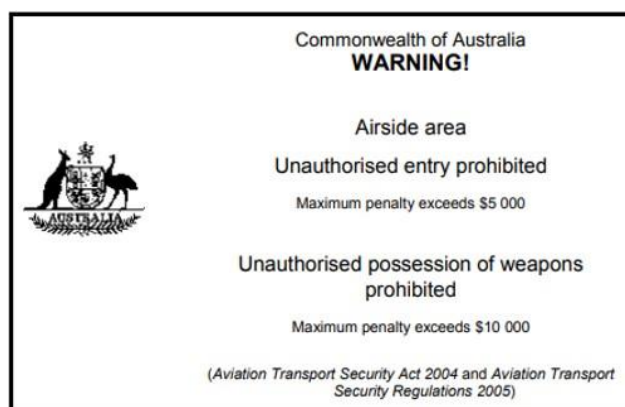 Commonwealth of Australia
WARNING!
Airside area
Unauthorised entry prohibited
Maximum penalty exceeds $5 000
AUSTRALIA
Unauthorised possession of weapons
prohibited
Maximum penalty exceeds $10 000
(Aviation Transport Security Act 2004 and Aviation Transport
Security Regulations 2005)